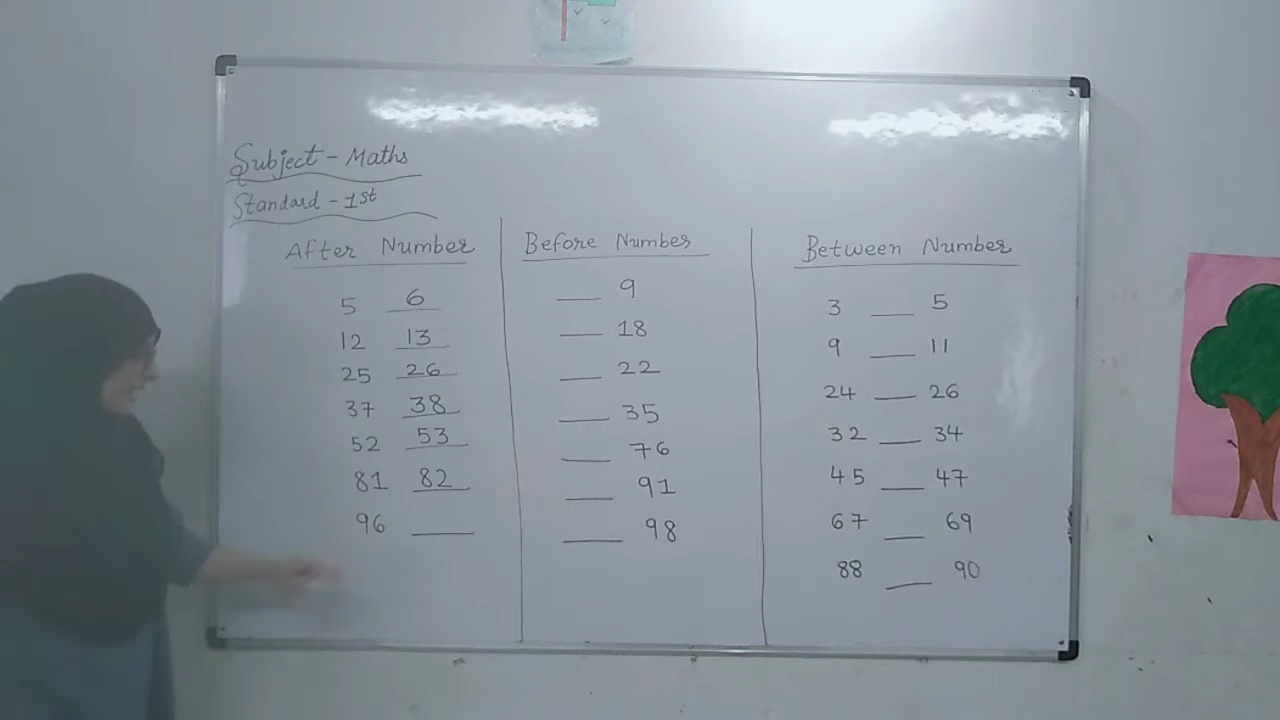 Subject - Maths
Standard - 1st
After Number
5 6
12 13
25 26
37 38
52 53
81 82
96 ___
Before Number
___ 9
___ 18
___ 22
___ 35
___ 76
___ 91
___ 98
Between Number
3 ___ 5
9 ___ 11
24 ___ 26
32 ___ 34
45 ___ 47
67 ___ 69
88 ___ 90